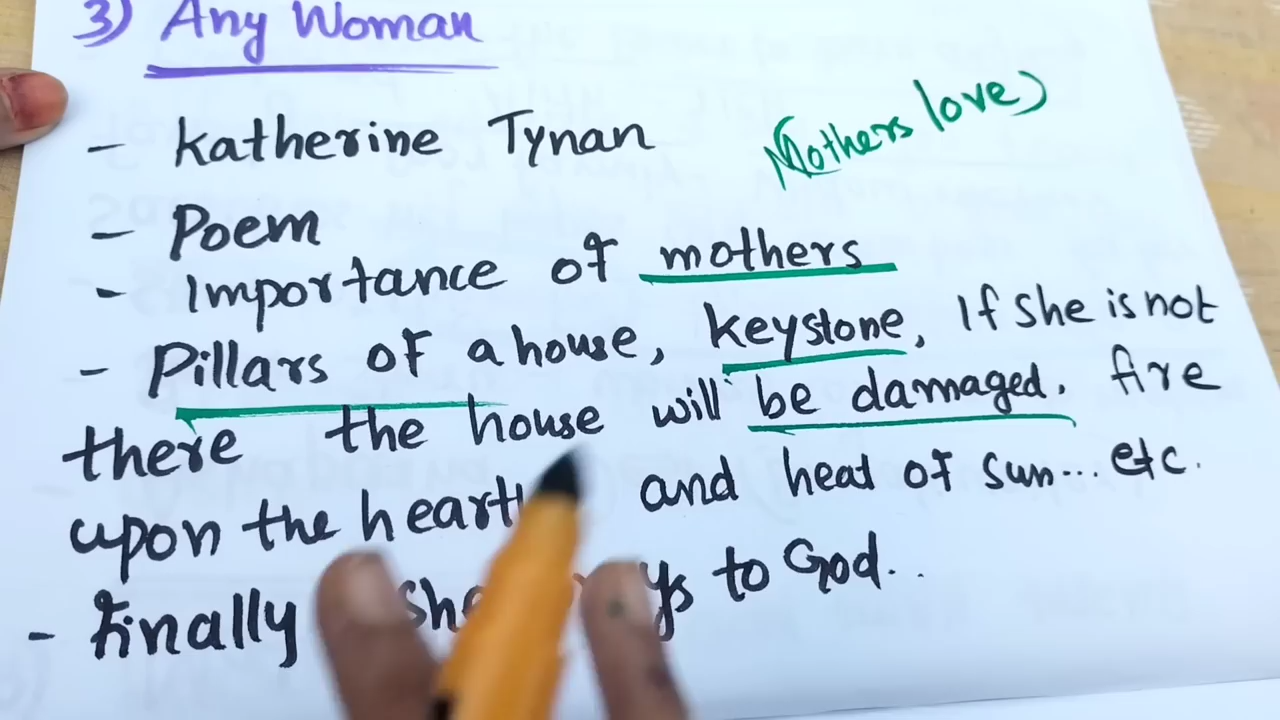 3) Any Woman
- Katherine Tynan
(Mothers love)
- Poem
- Importance of mothers
- Pillars of a house, keystone, If she is not
there the house will be damaged. fire
upon the and heat of sun... etc.
- Finally to God..